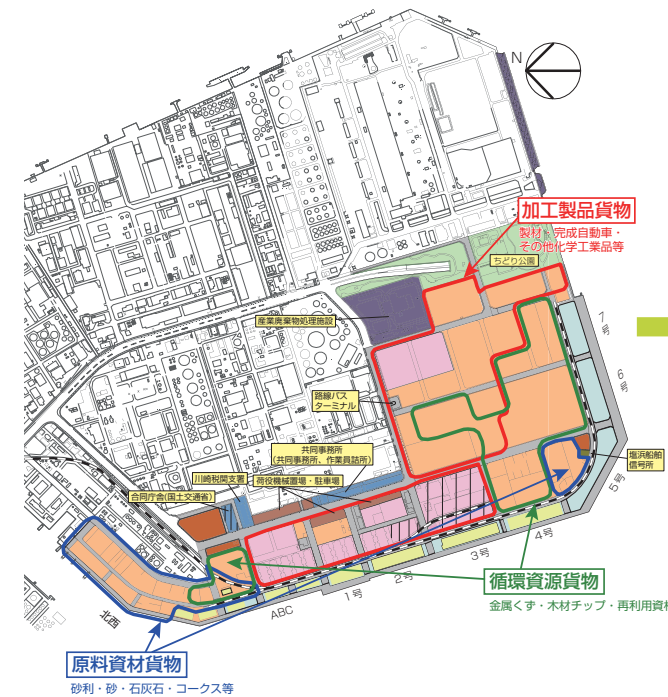 N
加工製品貨物
製材・完成自動車・
その他化学工業品等
ちどり公園
産業廃棄物処理施設
7号
6号
路線バス
ターミナル
共同事務所
(共同事務所、作業員詰所)
塩浜船舶
信号所
川崎税関支署
荷役機械置場・駐車場
合同庁舎(国土交通省)
5号
4号
3号
2号
1号
ABC
北西
循環資源貨物
金属くず・木材チップ・再利用資材
原料資材貨物
砂利・砂・石灰石・コークス等